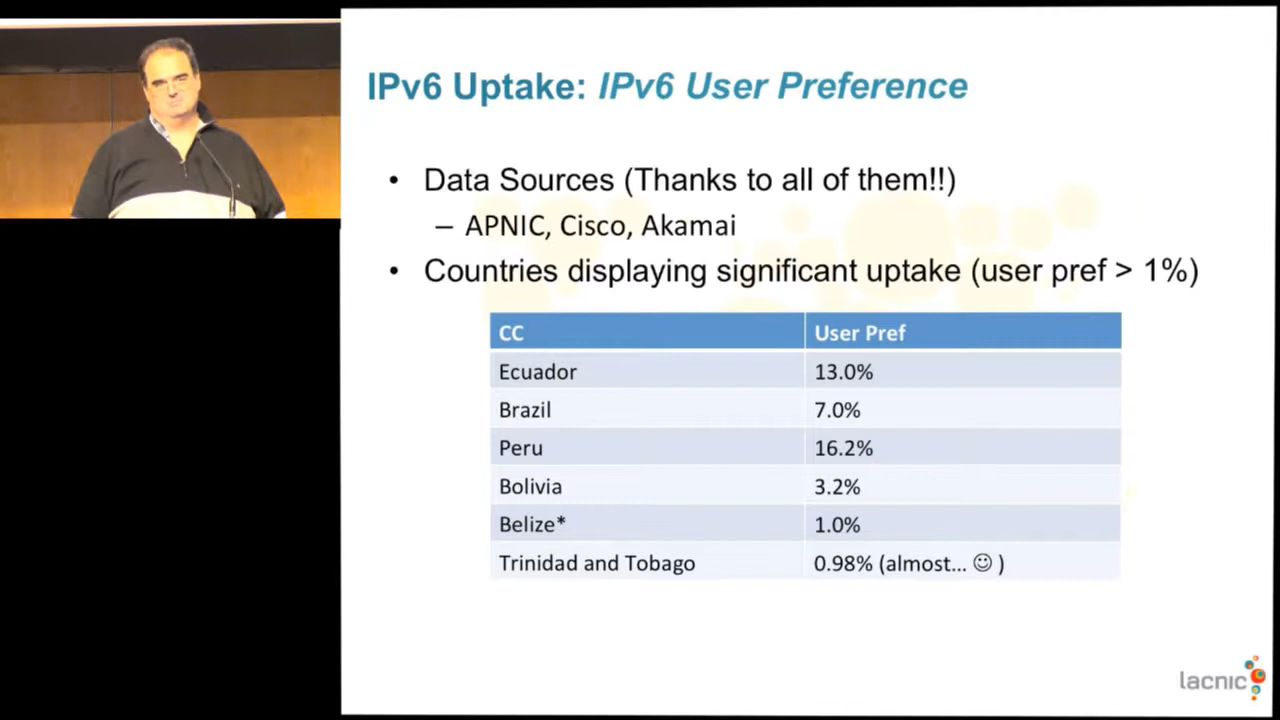 IPv6 Uptake: IPv6 User Preference
• Data Sources (Thanks to all of them!!)
– APNIC, Cisco, Akamai
• Countries displaying significant uptake (user pref > 1%)
CC User Pref
Ecuador 13.0%
Brazil 7.0%
Peru 16.2%
Bolivia 3.2%
Belize* 1.0%
Trinidad and Tobago 0.98% (almost... ☺ )
lacnic